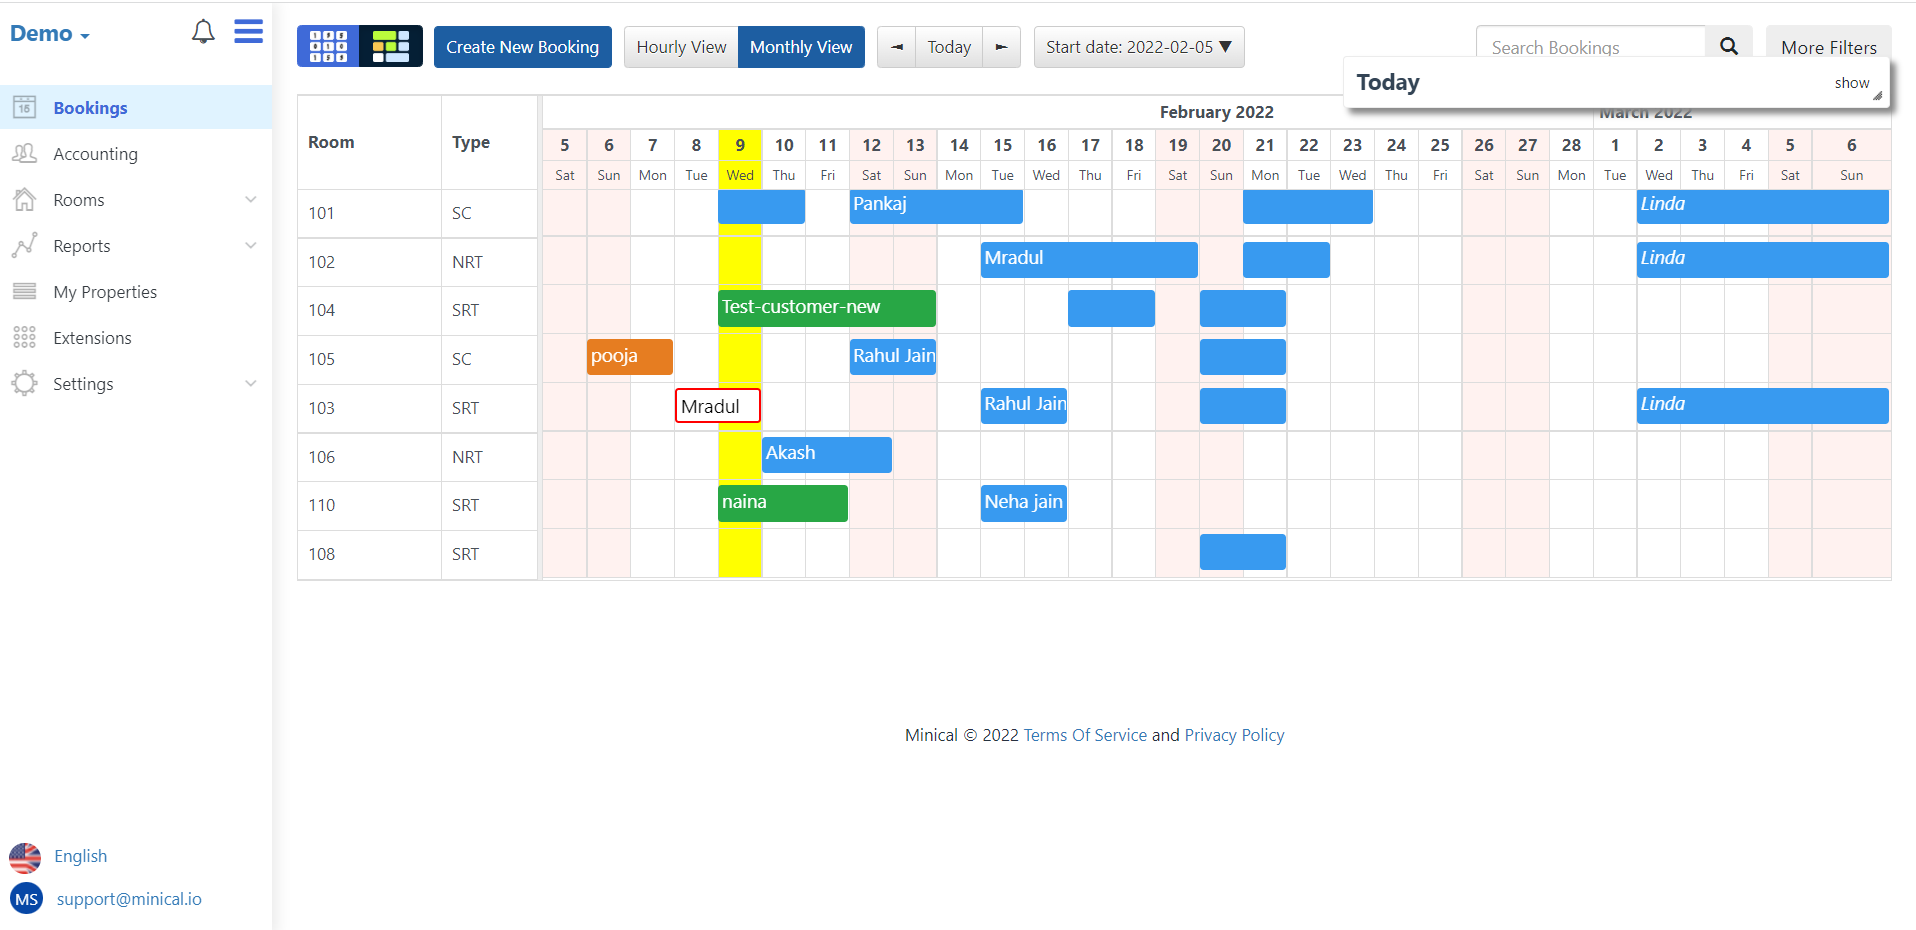 Demo
Bookings
Accounting
Rooms
Reports
My Properties
Extensions
Settings
English
MS support@minical.io
Create New Booking Hourly View Monthly View ◄ Today ► Start date: 2022-02-05 ▼ Search Bookings More Filters
Today show
Room Type February 2022 March 2022
5 6 7 8 9 10 11 12 13 14 15 16 17 18 19 20 21 22 23 24 25 26 27 28 1 2 3 4 5 6
Sat Sun Mon Tue Wed Thu Fri Sat Sun Mon Tue Wed Thu Fri Sat Sun Mon Tue Wed Thu Fri Sat Sun Mon Tue Wed Thu Fri Sat Sun
101 SC Pankaj Linda
102 NRT Mradul Linda
104 SRT Test-customer-new
105 SC pooja Rahul Jain
103 SRT Mradul Rahul Jain Linda
106 NRT Akash
110 SRT naina Neha jain
108 SRT
Minical © 2022 Terms Of Service and Privacy Policy